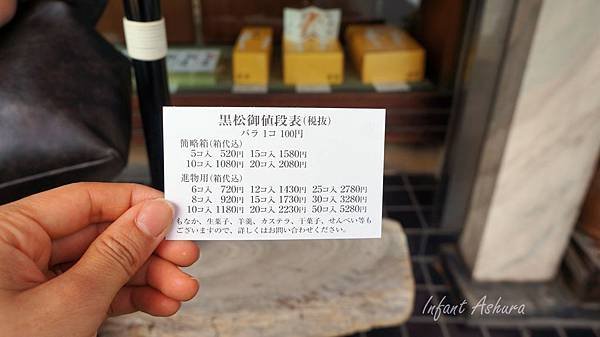 黒松御値段表(税抜)
バラ 1コ 100円
簡略箱(箱代込)
5コ入 520円 15コ入 1580円
10コ入 1080円 20コ入 2080円
進物用(箱代込)
6コ入 720円 12コ入 1430円 25コ入 2780円
8コ入 920円 15コ入 1730円 30コ入 3280円
10コ入 1180円 20コ入 2230円 50コ入 5280円
もなか、生菓子、羊羹、カステラ、干菓子、せんべい等も
ございますので、詳しくはお問い合わせください。
Infant Ashura